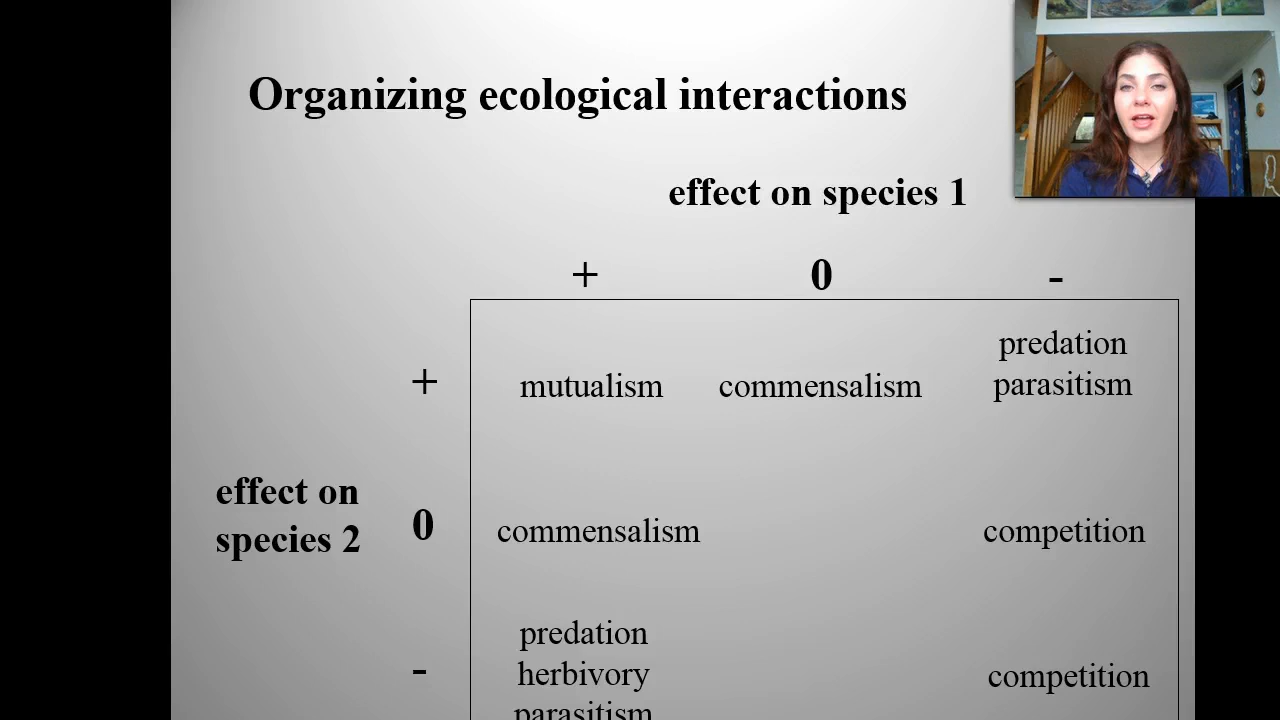 Organizing ecological interactions
effect on species 1
+ 0 -
predation
+ mutualism commensalism parasitism
effect on
species 2
0 commensalism competition
predation
herbivory
- competition
parasitism